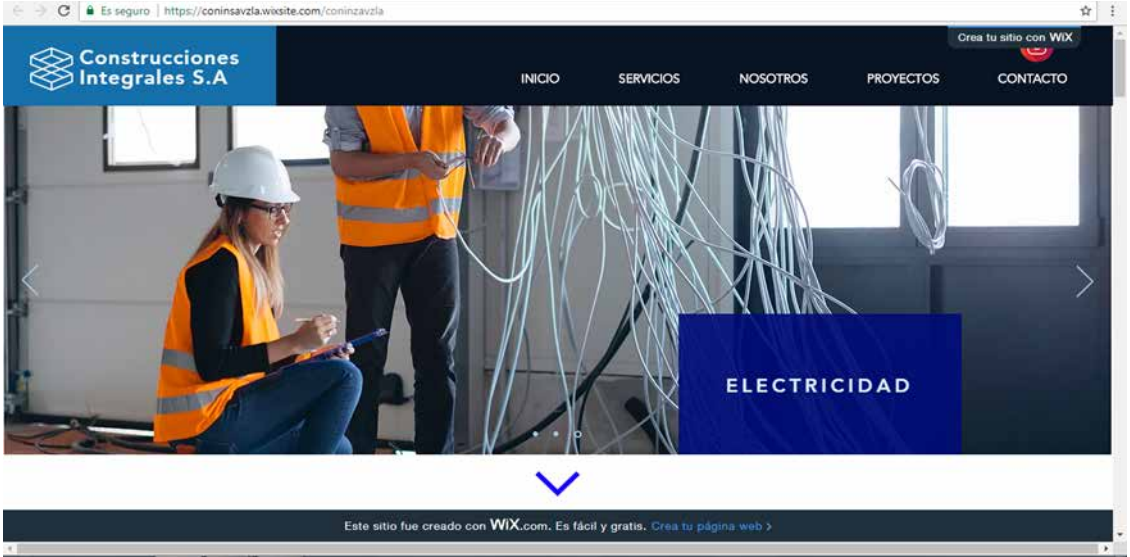 Es seguro | https://coninsavzla.wixsite.com/coninzavzla
Crea tu sitio con WiX
Construcciones
Integrales S.A
INICIO SERVICIOS NOSOTROS PROYECTOS CONTACTO
ELECTRICIDAD
Este sitio fue creado con WiX.com. Es fácil y gratis. Crea tu página web >